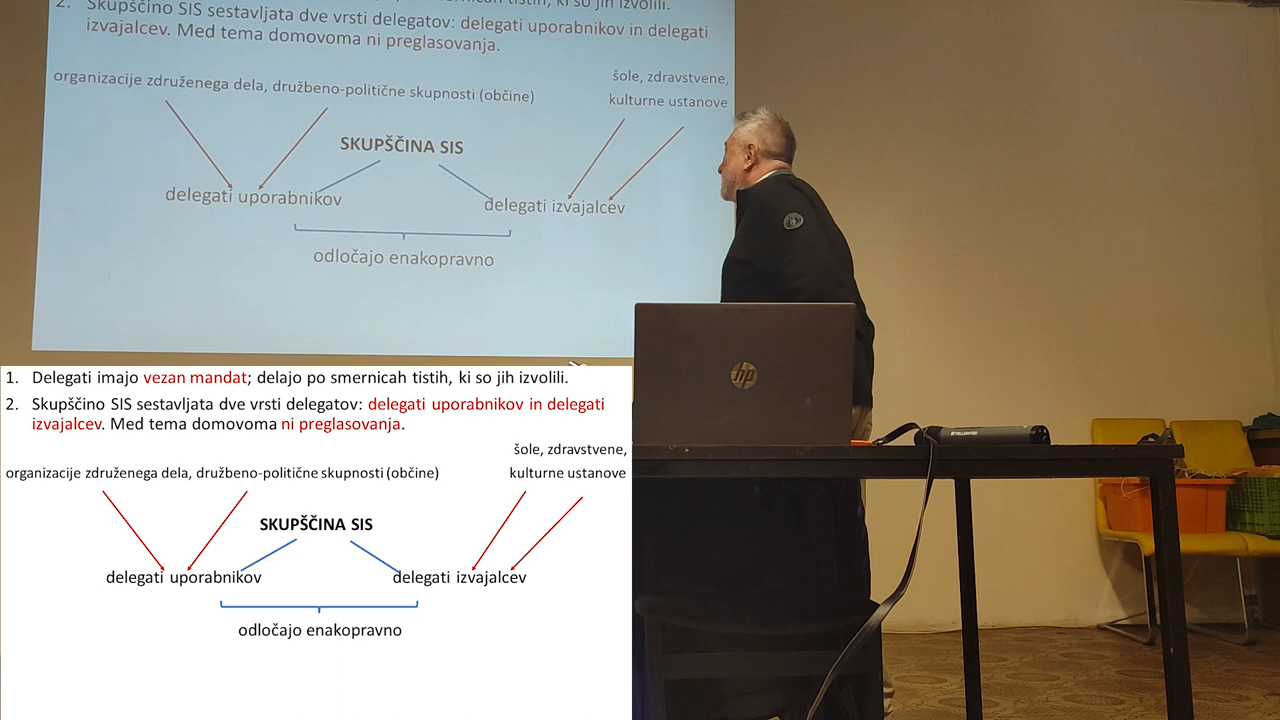 2. Skupščino SIS sestavljata dve vrsti delegatov: delegati uporabnikov in delegati
izvajalcev. Med tema domovoma ni preglasovanja.
šole, zdravstvene,
organizacije združenega dela, družbeno-politične skupnosti (občine)
kulturne ustanove
SKUPŠČINA SIS
delegati uporabnikov
delegati izvajalcev
odločajo enakopravno
hp
1. Delegati imajo vezan mandat; delajo po smernicah tistih, ki so jih izvolili.
2. Skupščino SIS sestavljata dve vrsti delegatov: delegati uporabnikov in delegati
izvajalcev. Med tema domovoma ni preglasovanja.
šole, zdravstvene,
organizacije združenega dela, družbeno-politične skupnosti (občine)
kulturne ustanove
SKUPŠČINA SIS
delegati uporabnikov
delegati izvajalcev
odločajo enakopravno